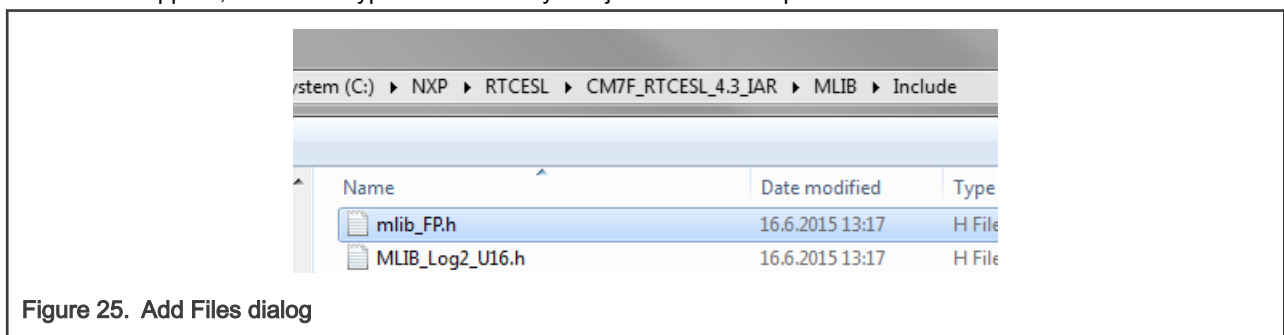 ystem (C:) ▸ NXP ▸ RTCESL ▸ CM7F_RTCESL_4.3_IAR ▸ MLIB ▸ Include
Name Date modified Type
mlib_FP.h 16.6.2015 13:17 H File
MLIB_Log2_U16.h 16.6.2015 13:17 H File
Figure 25. Add Files dialog